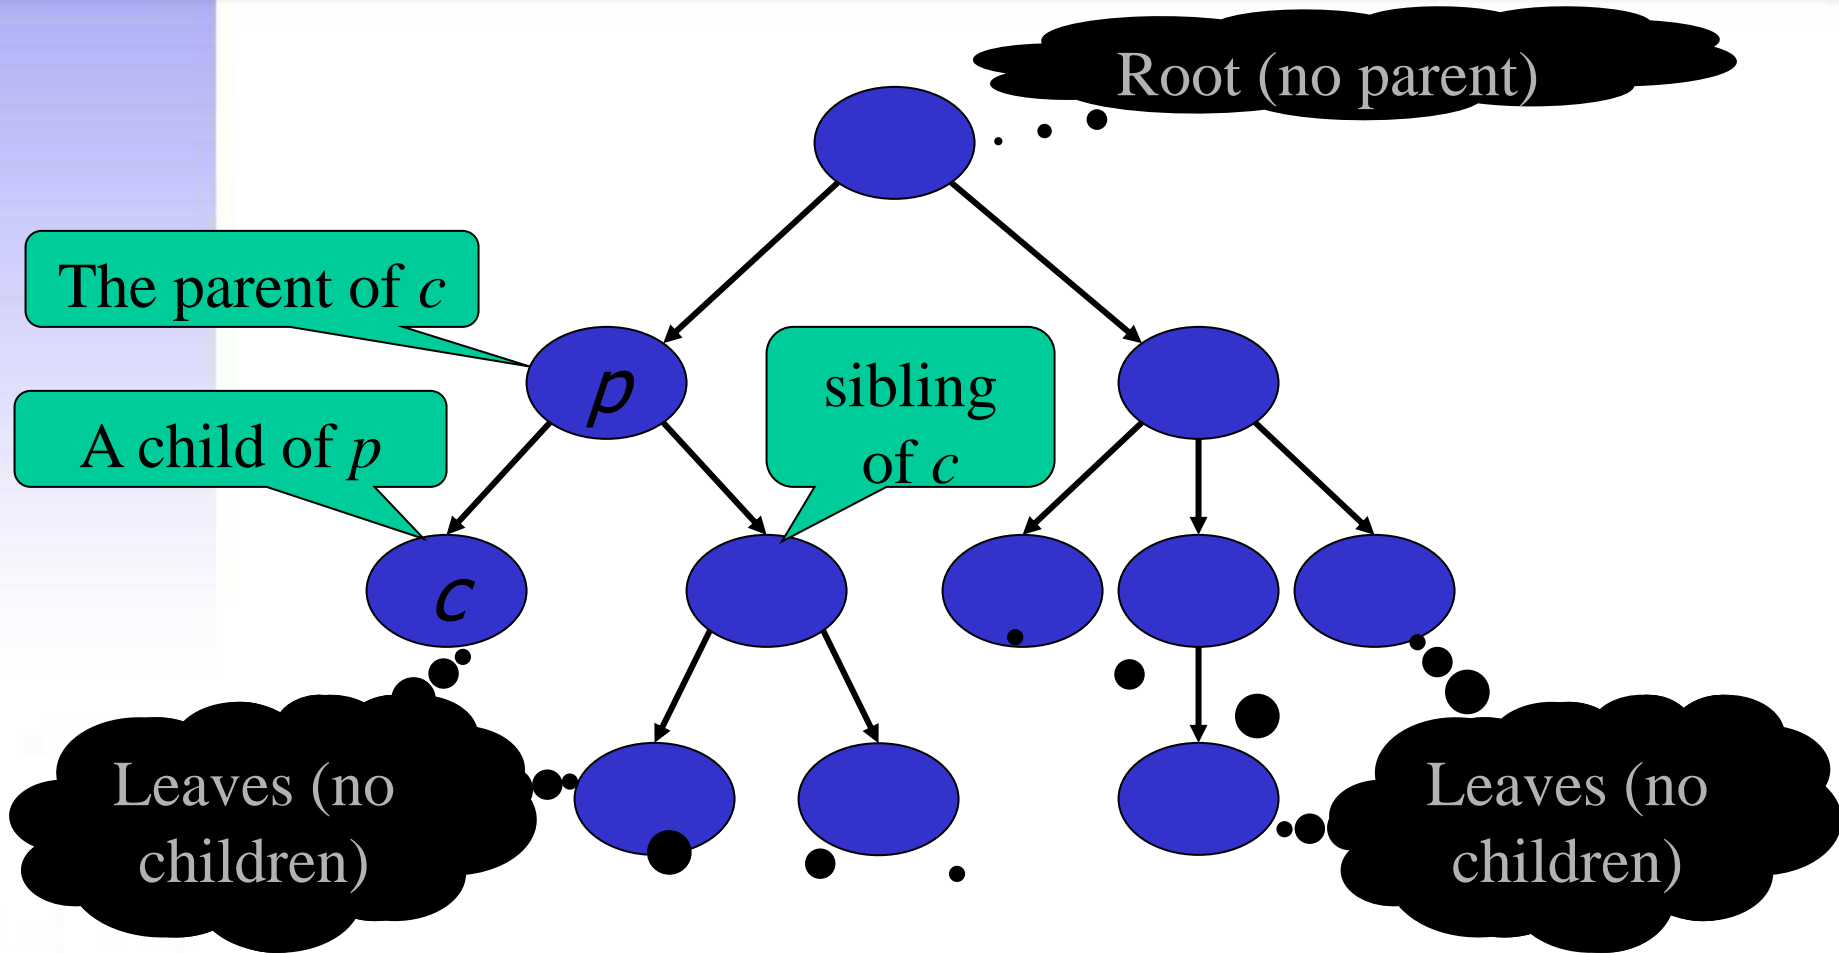 Root (no parent)
The parent of c
p
sibling
of c
A child of p
c
Leaves (no
children)
Leaves (no
children)